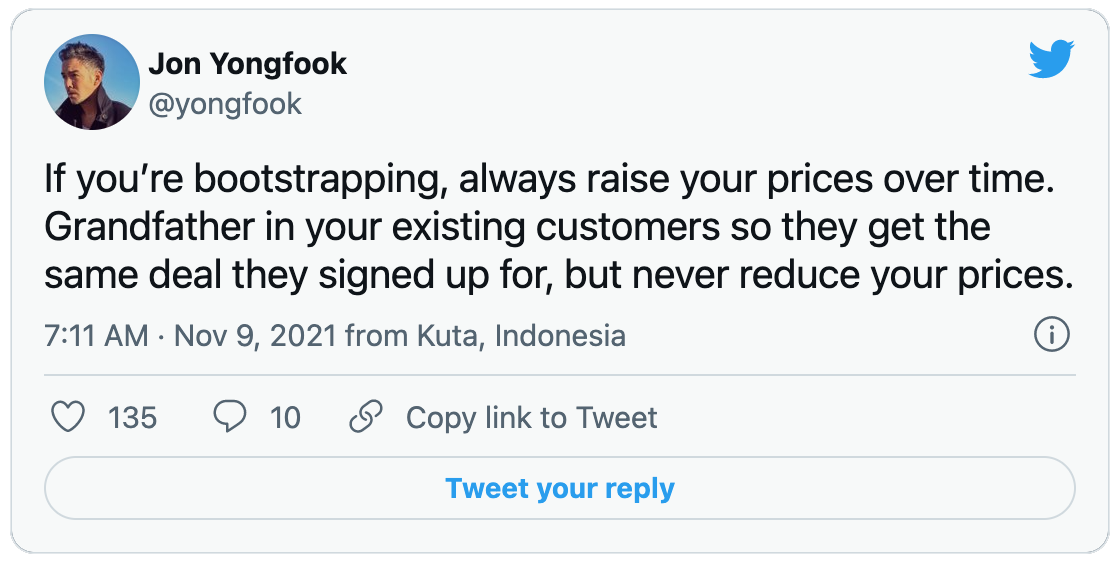 Jon Yongfook
@yongfook
If you’re bootstrapping, always raise your prices over time.
Grandfather in your existing customers so they get the
same deal they signed up for, but never reduce your prices.
7:11 AM · Nov 9, 2021 from Kuta, Indonesia
135 10 Copy link to Tweet
Tweet your reply